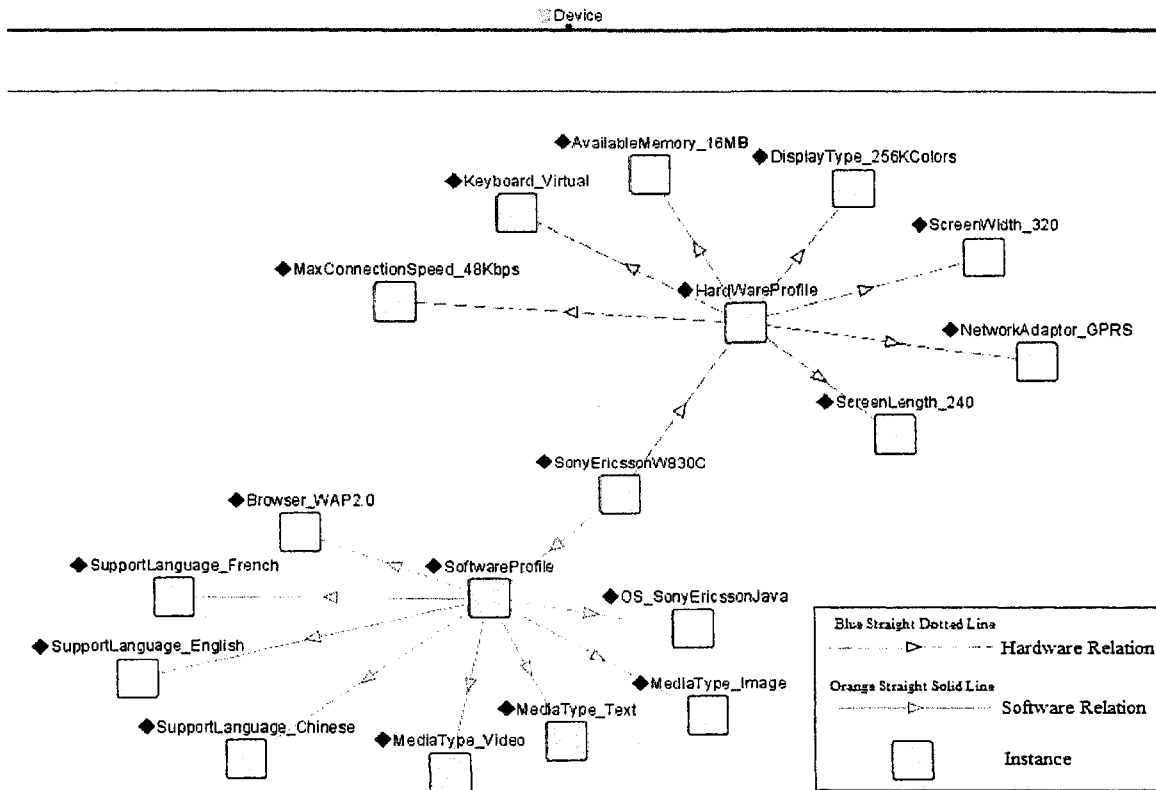 Device
AvailableMemory_16MB
DisplayType_256KColors
Keyboard_Virtual
ScreenWidth_320
MaxConnectionSpeed_48Kbps
HardWareProfile
NetworkAdaptor_GPRS
ScreenLength_240
SonyEricssonW830C
Browser_WAP2.0
SupportLanguage_French
SoftwareProfile
OS_SonyEricssonJava
SupportLanguage_English
MediaType_Image
MediaType_Text
SupportLanguage_Chinese
MediaType_Video
Blue Straight Dotted Line
Hardware Relation
Orange Straight Solid Line
Software Relation
Instance